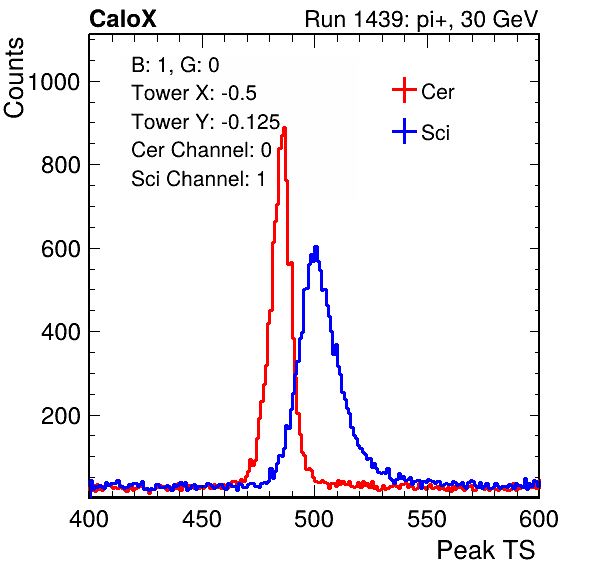 CaloX Run 1439: pi+, 30 GeV
Counts
B: 1, G: 0
Tower X: -0.5
Tower Y: -0.125
Cer Channel: 0
Sci Channel: 1
Cer
Sci
1000
800
600
400
200
400 450 500 550 600
Peak TS